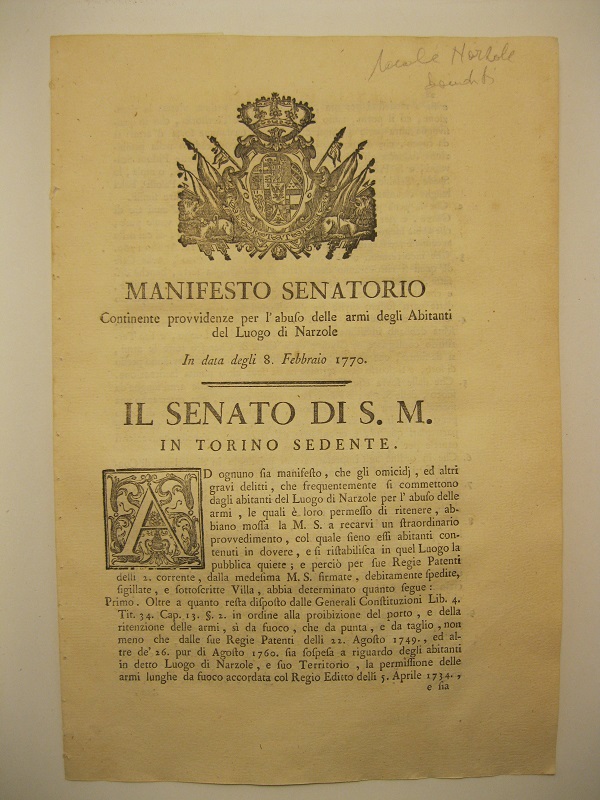 Narzole
banditi
MANIFESTO SENATORIO
Continente provvidenze per l'abuſo delle armi degli Abitanti
del Luogo di Narzole
In data degli 8. Febbraio 1770.
IL SENATO DI S. M.
IN TORINO SEDENTE.
AD ognuno ſia manifeſto, che gli omicidj, ed altri
gravi delitti, che frequentemente ſi commettono
dagli abitanti del Luogo di Narzole per l'abuſo delle
armi, le quali è loro permeſſo di ritenere, ab-
biano moſſa la M. S. a recarvi un ſtraordinario
provvedimento, col quale ſieno eſſi abitanti con-
tenuti in dovere, e ſi riſtabiliſca in quel Luogo la
pubblica quiete; e perciò per ſue Regie Patenti
delli 2. corrente, dalla medeſima M. S. firmate, debitamente ſpedite,
ſigillate, e ſottoſcritte Villa, abbia determinato quanto ſegue:
Primo. Oltre a quanto reſta diſpoſto dalle Generali Conſtituzioni Lib. 4.
Tit. 34. Cap. 13. §. 2. in ordine alla proibizione del porto, e della
ritenzione delle armi, sì da fuoco, che da punta, e da taglio, non
meno che dalle ſue Regie Patenti delli 22. Agoſto 1749., ed al-
tre de' 26. pur di Agoſto 1760. ſia ſoſpeſa a riguardo degli abitanti
in detto Luogo di Narzole, e ſuo Territorio, la permiſſione delle
armi lunghe da fuoco accordata col Regio Editto delli 5. Aprile 1734.,
e ſia